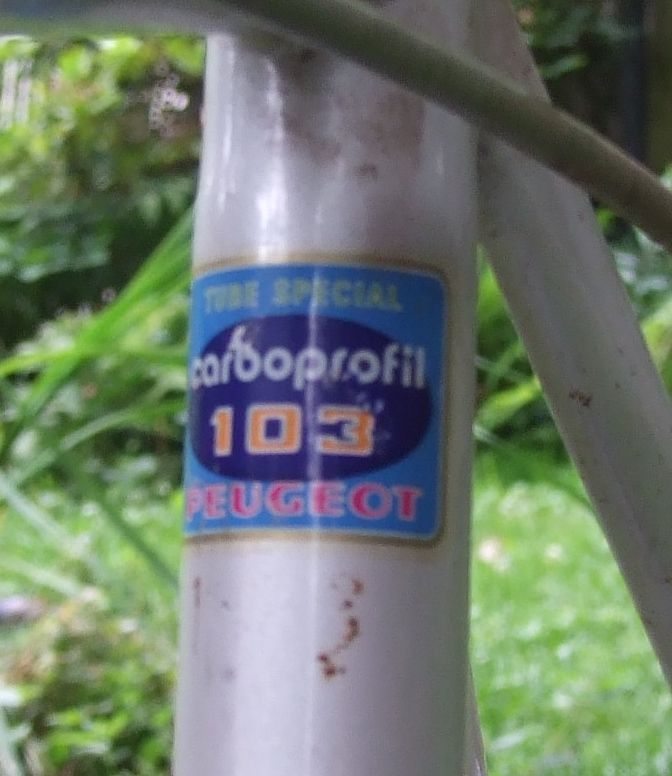 TUBE SPECIAL
carboprofil
103
PEUGEOT